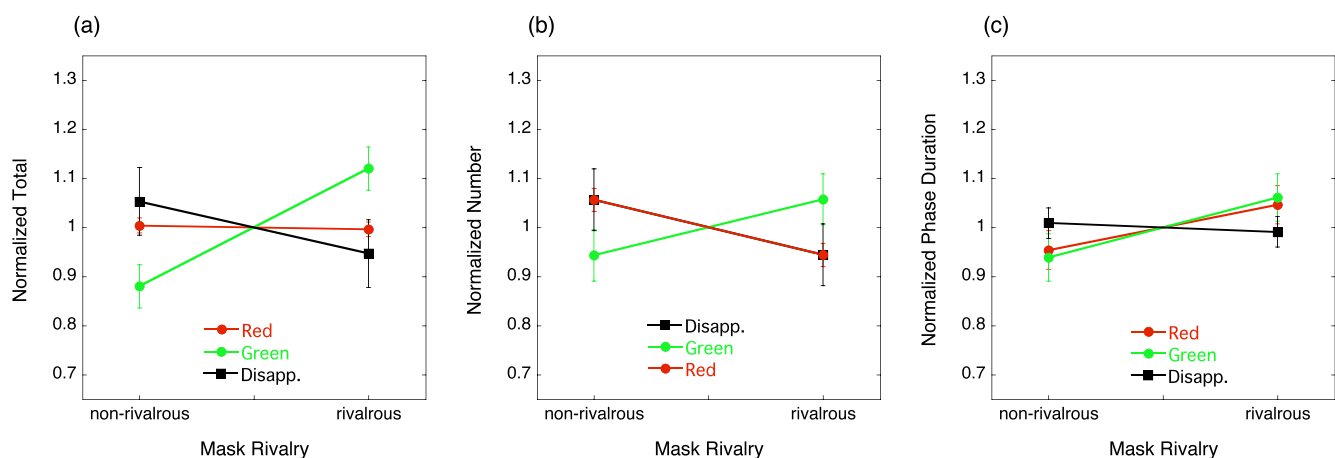 (a)
Normalized Total
1.3
1.2
1.1
1
0.9
0.8
0.7
Red
Green
Disapp.
non-rivalrous
rivalrous
Mask Rivalry
(b)
Normalized Number
1.3
1.2
1.1
1
0.9
0.8
0.7
Disapp.
Green
Red
non-rivalrous
rivalrous
Mask Rivalry
(c)
Normalized Phase Duration
1.3
1.2
1.1
1
0.9
0.8
0.7
Red
Green
Disapp.
non-rivalrous
rivalrous
Mask Rivalry